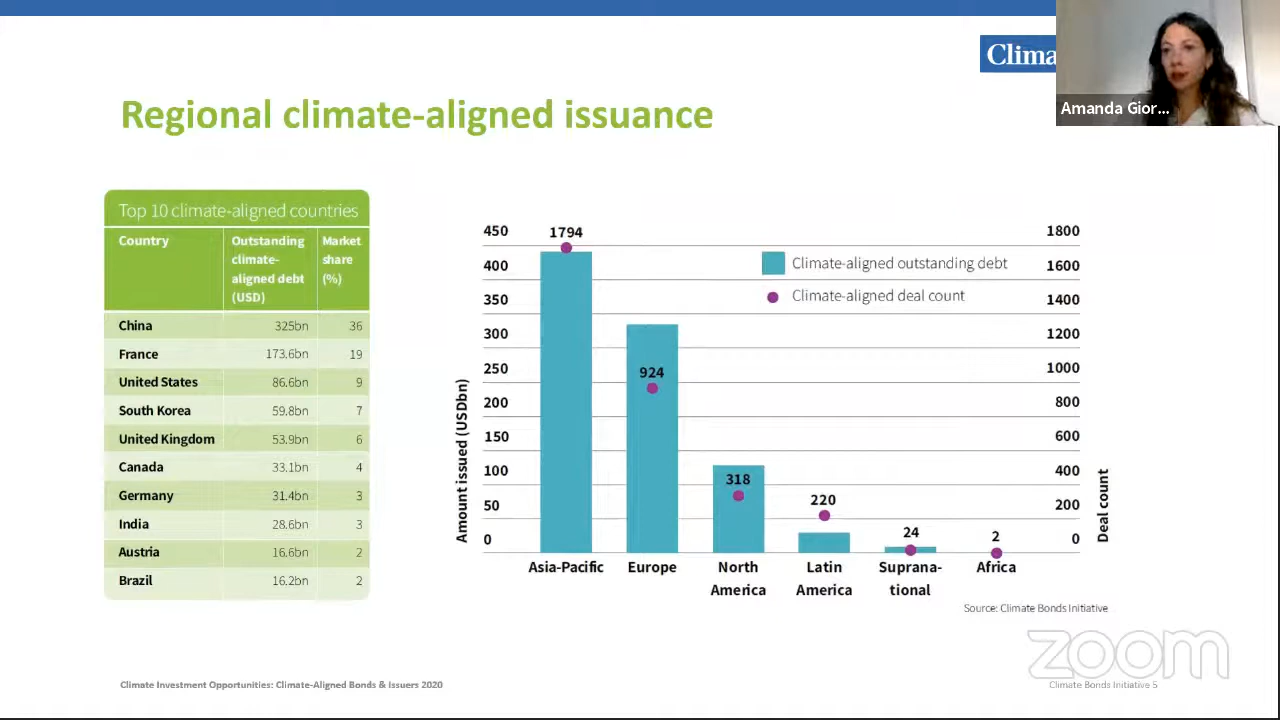 Clima
Amanda Gior...
Regional climate-aligned issuance
Top 10 climate-aligned countries
Country
Outstanding climate-aligned debt (USD)
Market share (%)
China 325bn 36
France 173.6bn 19
United States 86.6bn 9
South Korea 59.8bn 7
United Kingdom 53.9bn 6
Canada 33.1bn 4
Germany 31.4bn 3
India 28.6bn 3
Austria 16.6bn 2
Brazil 16.2bn 2
Amount issued (USDbn)
450
400
350
300
250
200
150
100
50
0
1794
924
318
220
24
2
Climate-aligned outstanding debt
Climate-aligned deal count
1800
1600
1400
1200
1000
800
600
400
200
0
Deal count
Asia-Pacific
Europe
North
America
Latin
America
Suprana-
tional
Africa
Source: Climate Bonds Initiative
zoom
Climate Investment Opportunities: Climate-Aligned Bonds & Issuers 2020
Climate Bonds Initiative 5